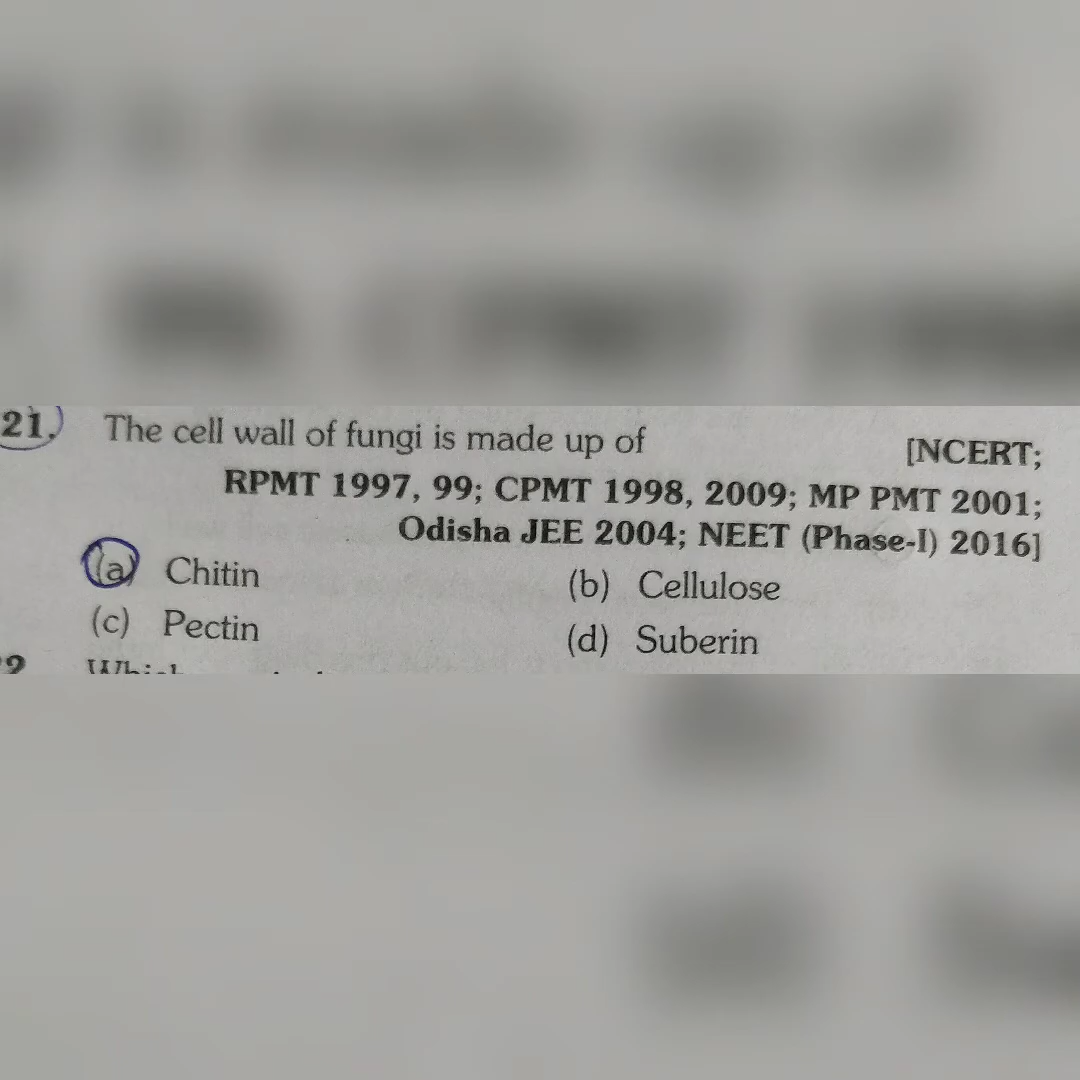 21. The cell wall of fungi is made up of [NCERT;
RPMT 1997, 99; CPMT 1998, 2009; MP PMT 2001;
Odisha JEE 2004; NEET (Phase-I) 2016]
(a) Chitin (b) Cellulose
(c) Pectin (d) Suberin